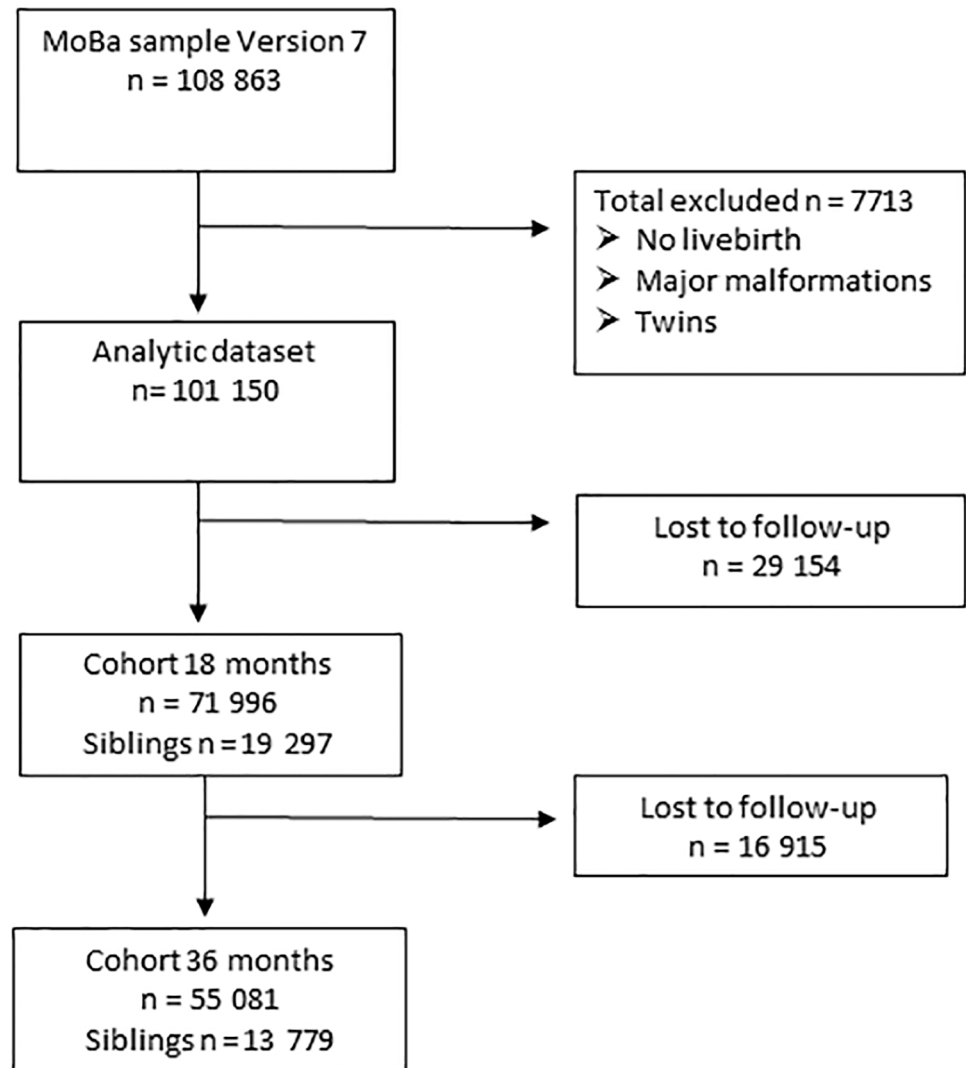 MoBa sample Version 7
n = 108 863
Total excluded n = 7713
➢ No livebirth
➢ Major malformations
➢ Twins
Analytic dataset
n= 101 150
Lost to follow-up
n = 29 154
Cohort 18 months
n = 71 996
Siblings n =19 297
Lost to follow-up
n = 16 915
Cohort 36 months
n = 55 081
Siblings n =13 779